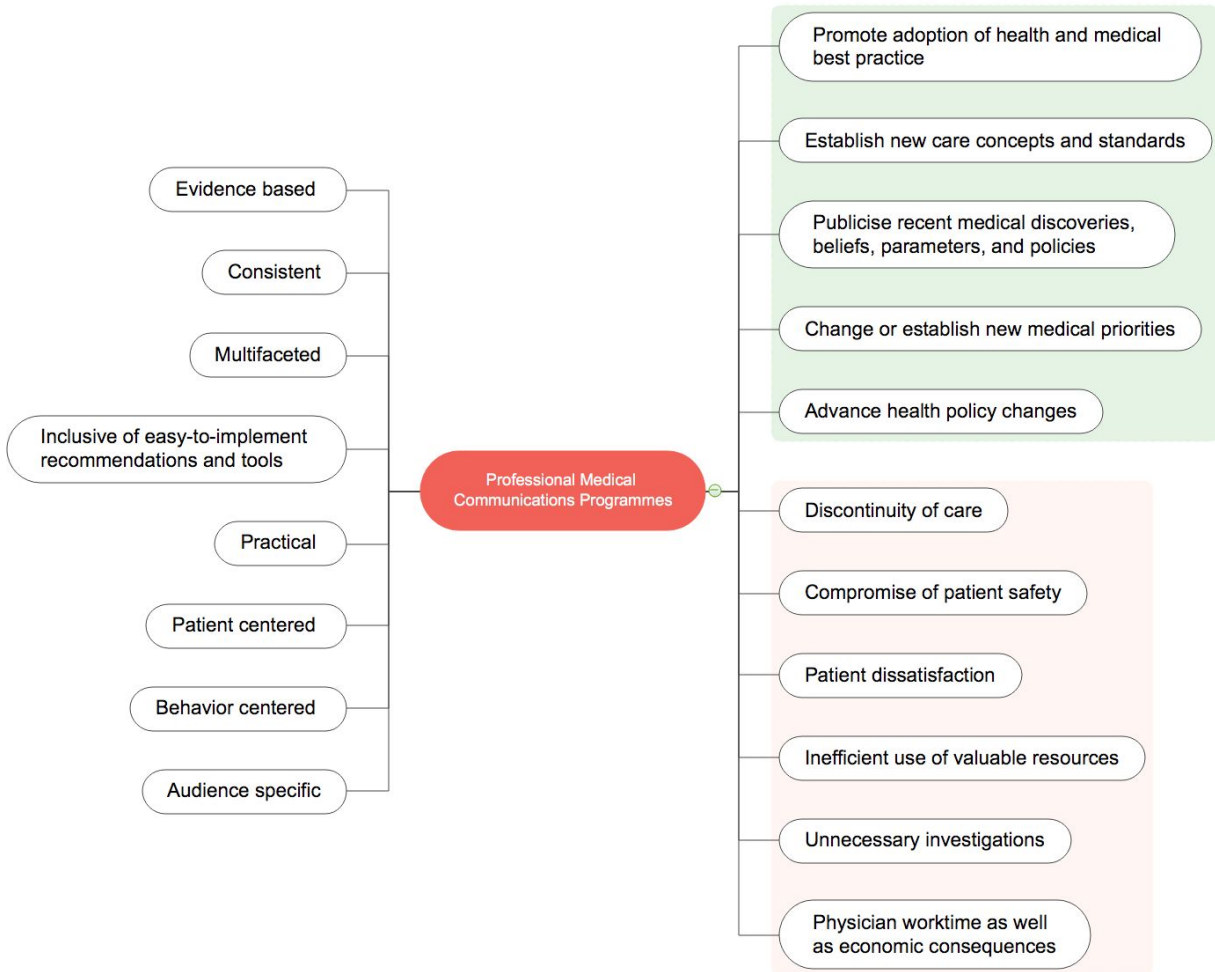 Evidence based
Consistent
Multifaceted
Inclusive of easy-to-implement
recommendations and tools
Practical
Patient centered
Behavior centered
Audience specific
Professional Medical
Communications Programmes
Promote adoption of health and medical
best practice
Establish new care concepts and standards
Publicise recent medical discoveries,
beliefs, parameters, and policies
Change or establish new medical priorities
Advance health policy changes
Discontinuity of care
Compromise of patient safety
Patient dissatisfaction
Inefficient use of valuable resources
Unnecessary investigations
Physician worktime as well
as economic consequences